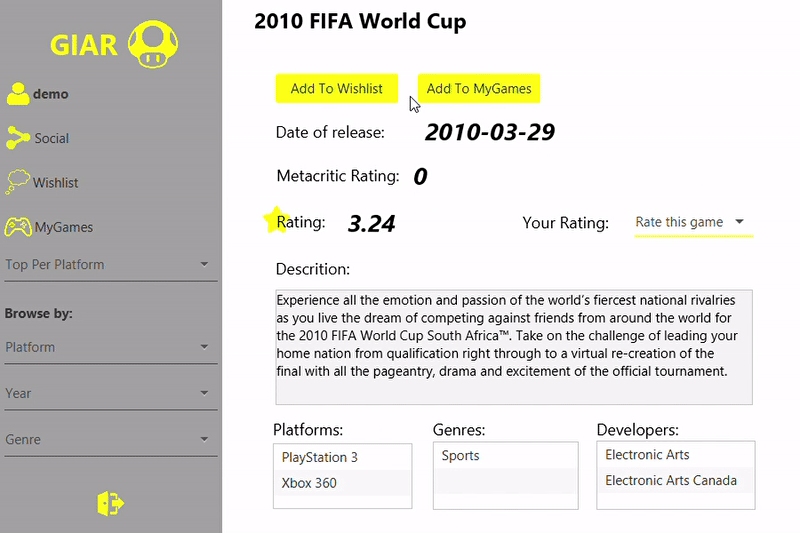 GIAR
demo
Social
Wishlist
MyGames
Top Per Platform
Browse by:
Platform
Year
Genre
2010 FIFA World Cup
Add To Wishlist
Add To MyGames
Date of release: 2010-03-29
Metacritic Rating: 0
Rating: 3.24
Your Rating: Rate this game
Descrition:
Experience all the emotion and passion of the world's fiercest national rivalries
as you live the dream of competing against friends from around the world for
the 2010 FIFA World Cup South Africa™. Take on the challenge of leading your
home nation from qualification right through to a virtual re-creation of the
final with all the pageantry, drama and excitement of the official tournament.
Platforms:
PlayStation 3
Xbox 360
Genres:
Sports
Developers:
Electronic Arts
Electronic Arts Canada